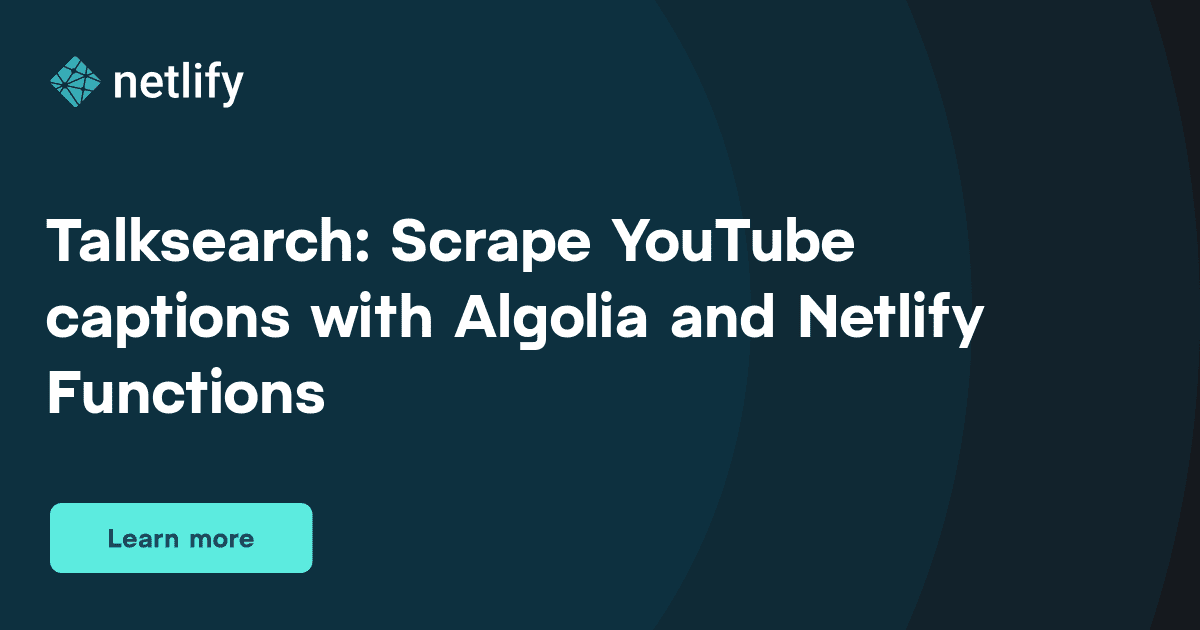 netlify
Talksearch: Scrape YouTube
captions with Algolia and Netlify
Functions
Learn more